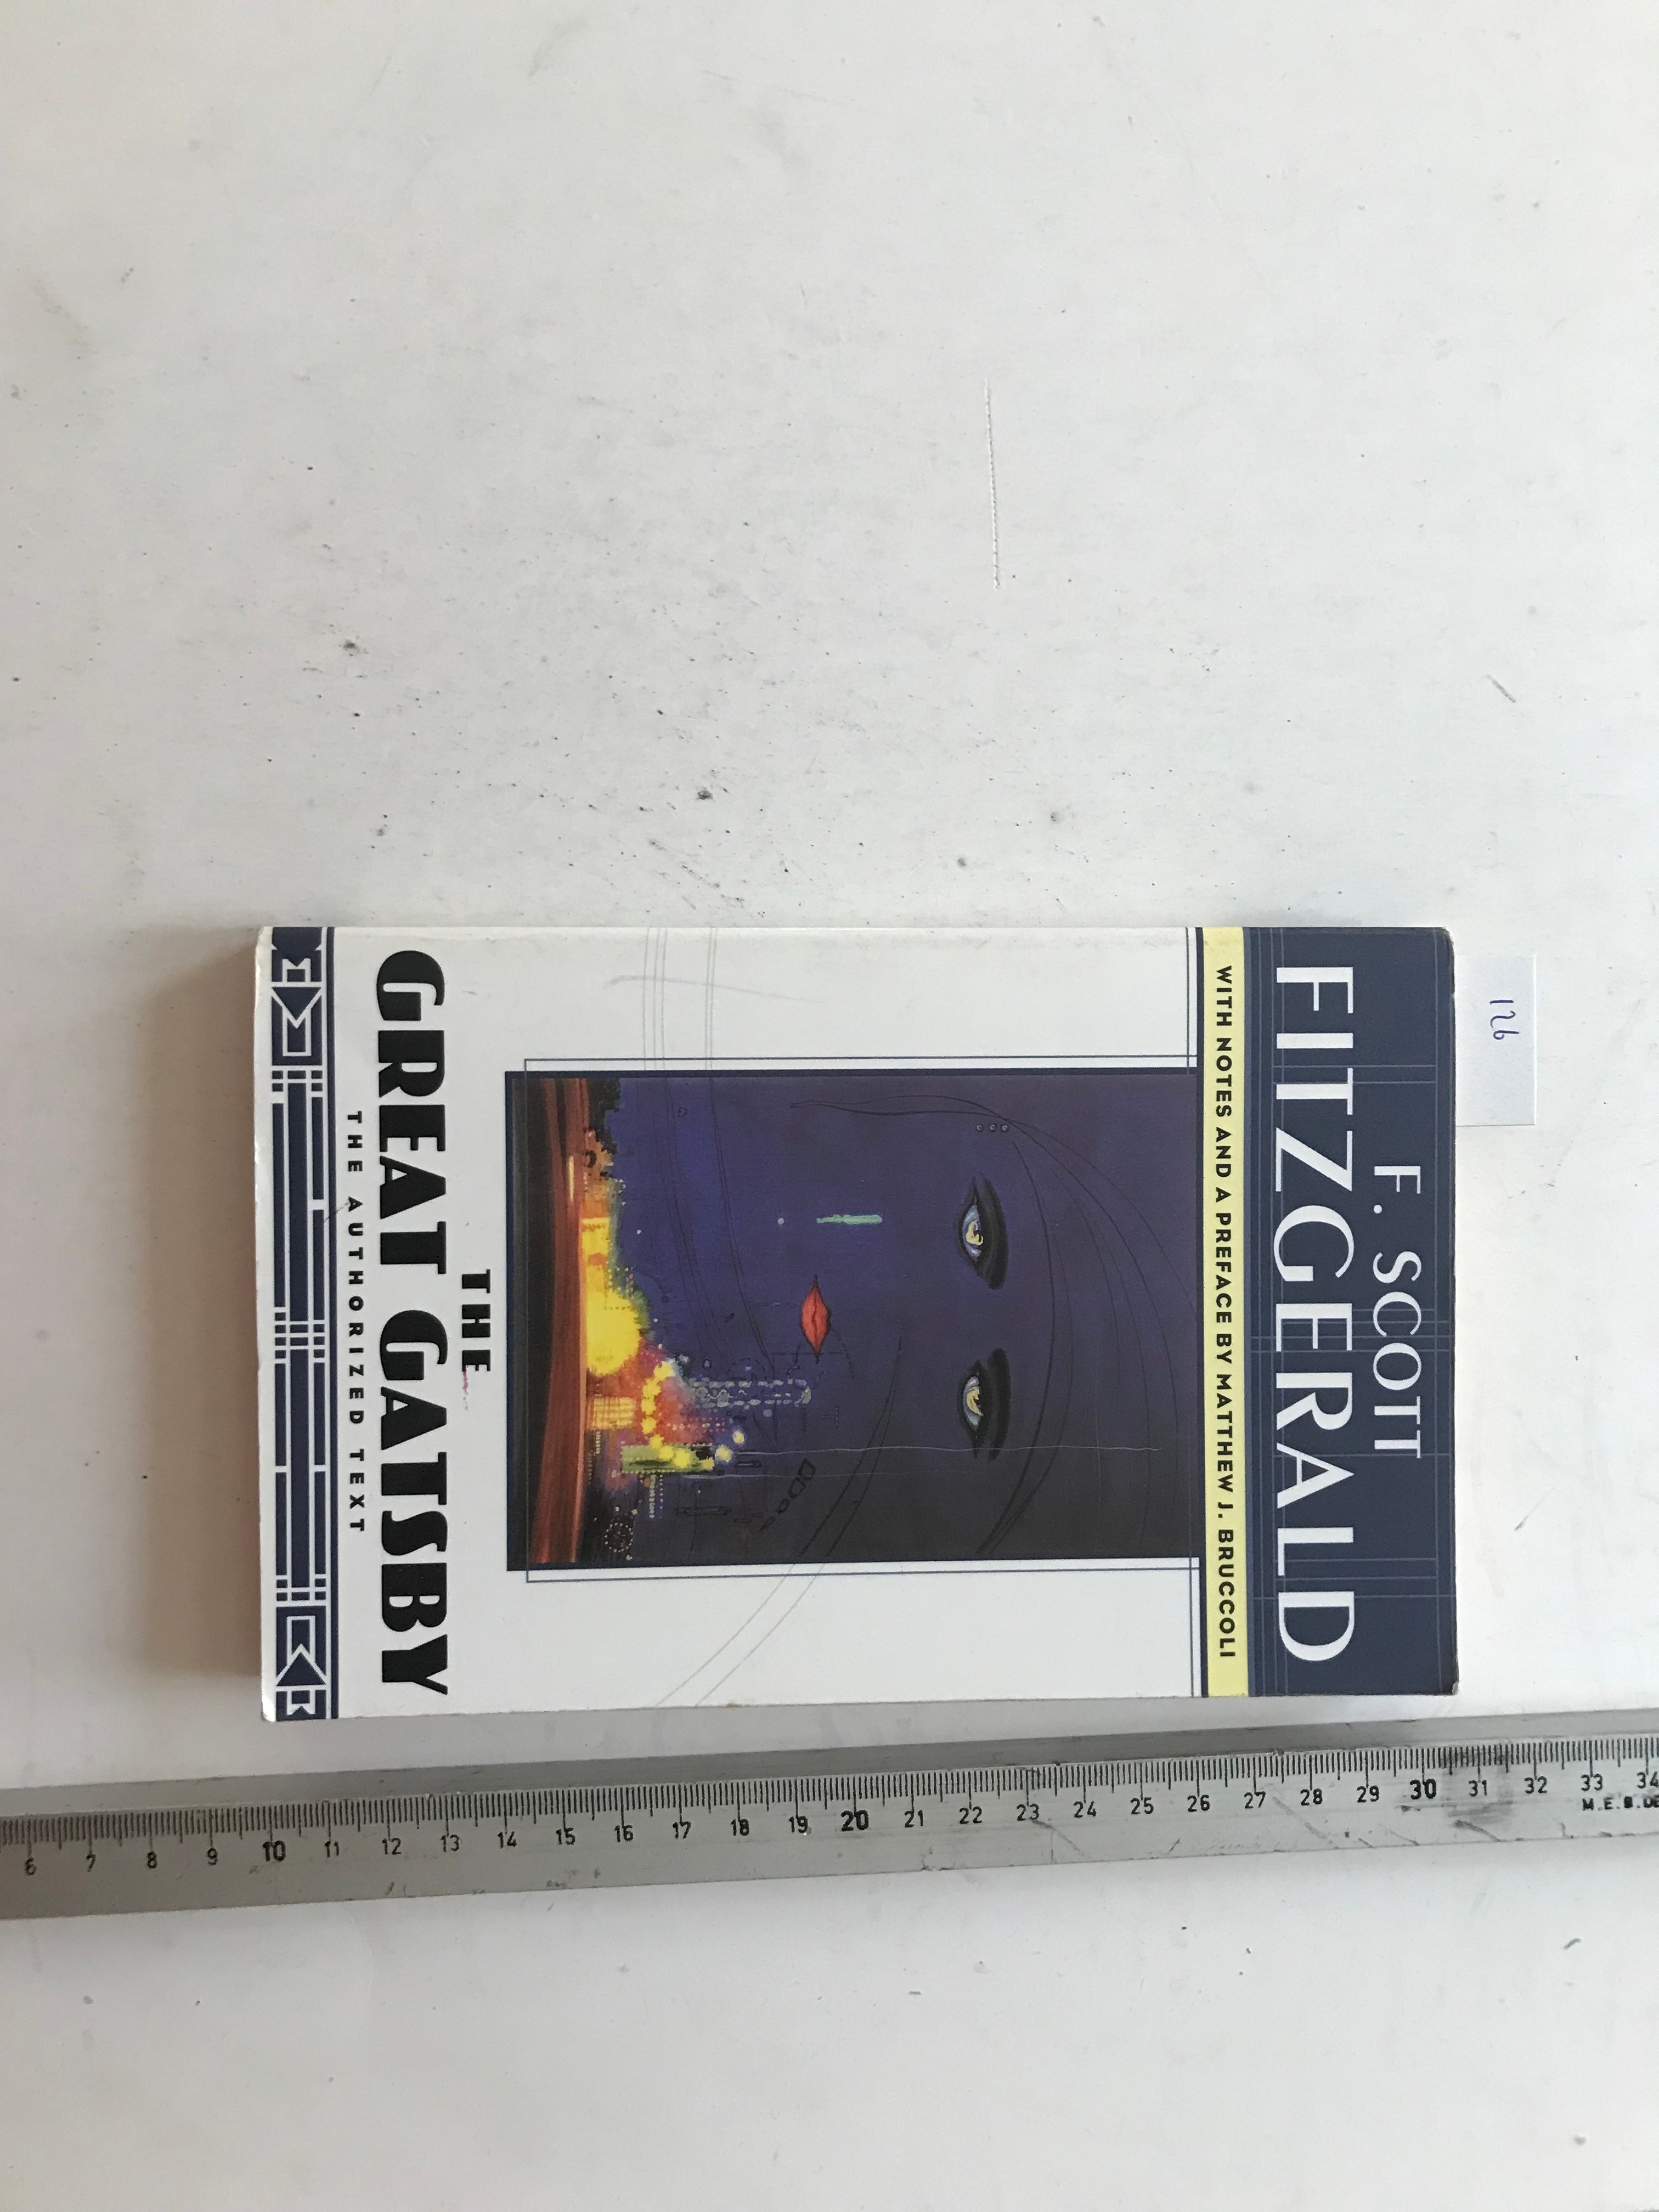 126
F. SCOTT
FITZGERALD
WITH NOTES AND A PREFACE BY MATTHEW J. BRUCCOLI
THE
GREAT GATSBY
THE AUTHORIZED TEXT
6 7 8 9 10 11 12 13 14 15 16 17 18 19 20 21 22 23 24 25 26 27 28 29 30 31 32 33 34